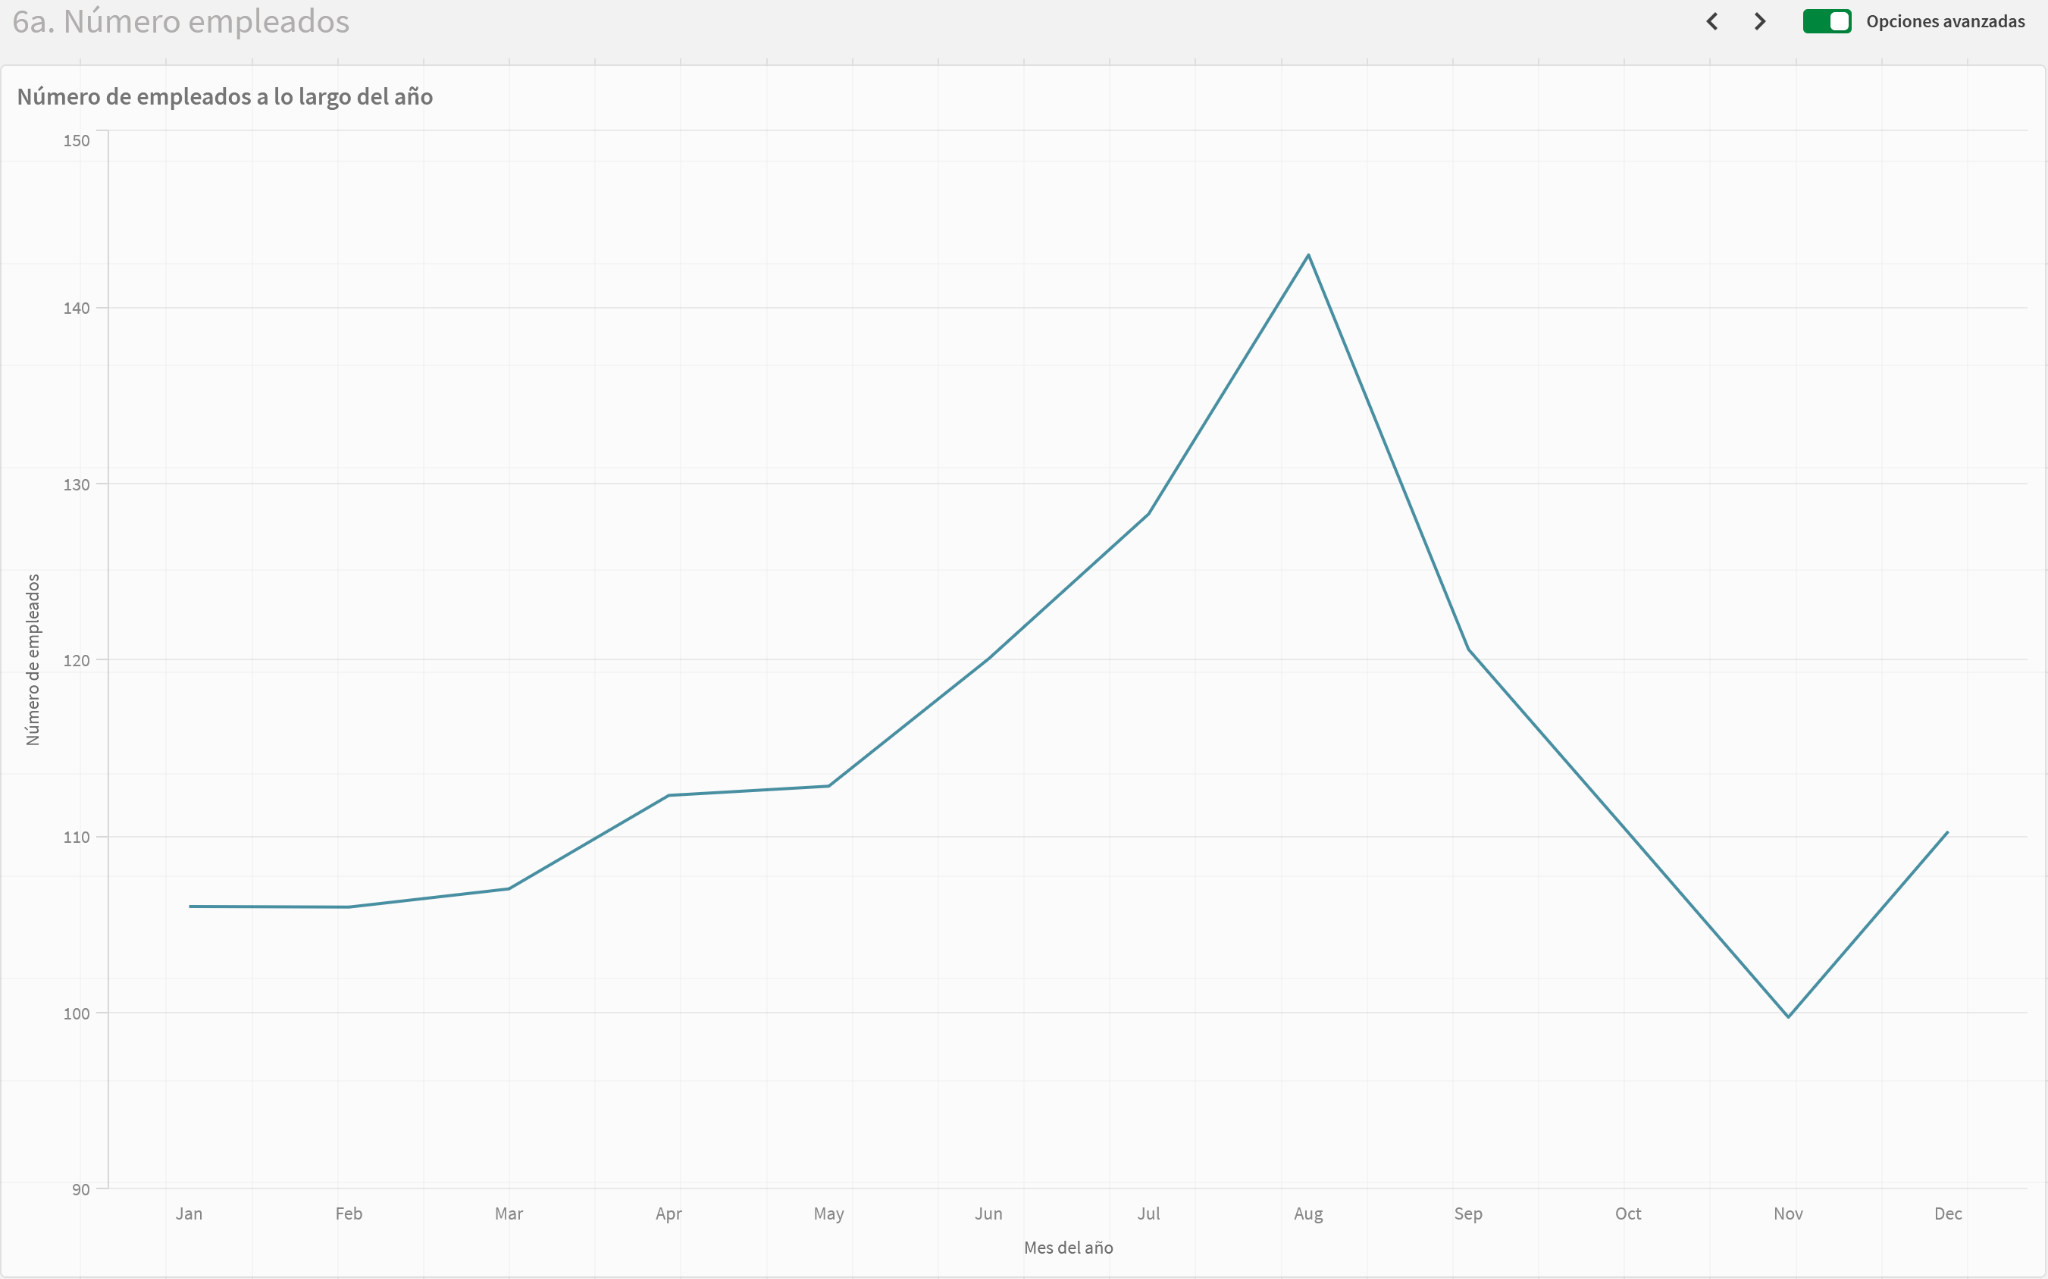 6a. Número empleados
Opciones avanzadas
Número de empleados a lo largo del año
150
140
130
120
110
100
90
Número de empleados
Jan Feb Mar Apr May Jun Jul Aug Sep Oct Nov Dec
Mes del año